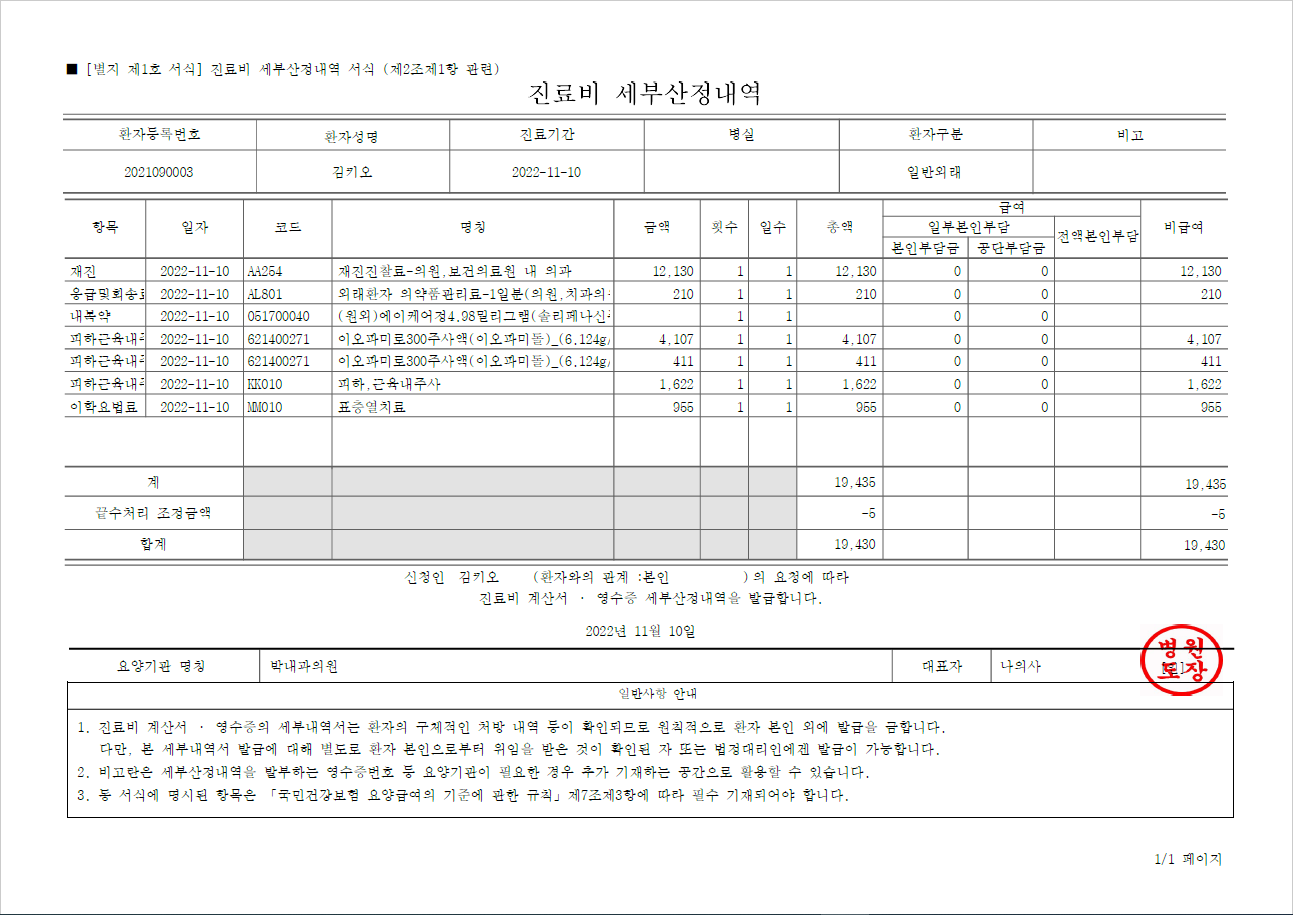 ■ [별지 제1호 서식] 진료비 세부산정내역 서식 (제2조제1항 관련)
진료비 세부산정내역
환자등록번호 환자성명 진료기간 병실 환자구분 비고
2021090003 김키오 2022-11-10 일반외래
항목 일자 코드 명칭 금액 횟수 일수 총액 급여 비급여
일부본인부담 전액본인부담
본인부담금 공단부담금
재진 2022-11-10 AA254 재진진찰료-의원,보건의료원 내 의과 12,130 1 1 12,130 0 0 12,130
응급및회송료 2022-11-10 AL801 외래환자 의약품관리료-1일분(의원,치과의 210 1 1 210 0 0 210
내복약 2022-11-10 051700040 (원외)에이케어정4.98밀리그램(솔리페나신 1 1
피하근육내 2022-11-10 621400271 이오파미로300주사액(이오파미돌)_(6.124g/ 4,107 1 1 4,107 0 0 4,107
피하근육내 2022-11-10 621400271 이오파미로300주사액(이오파미돌)_(6.124g/ 411 1 1 411 0 0 411
피하근육내 2022-11-10 KK010 피하,근육내주사 1,622 1 1 1,622 0 0 1,622
이학요법료 2022-11-10 MM010 표층열치료 955 1 1 955 0 0 955
계 19,435 19,435
끝수처리 조정금액 -5 -5
합계 19,430 19,430
신청인 김키오 (환자와의 관계 :본인 )의 요청에 따라
진료비 계산서 · 영수증 세부산정내역을 발급합니다.
2022년 11월 10일
요양기관 명칭 박내과의원 대표자 나의사
병원
도장
일반사항 안내
1. 진료비 계산서 · 영수증의 세부내역서는 환자의 구체적인 처방 내역 등이 확인되므로 원칙적으로 환자 본인 외에 발급을 금합니다.
다만, 본 세부내역서 발급에 대해 별도로 환자 본인으로부터 위임을 받은 것이 확인된 자 또는 법정대리인에겐 발급이 가능합니다.
2. 비고란은 세부산정내역을 발부하는 영수증번호 등 요양기관이 필요한 경우 추가 기재하는 공간으로 활용할 수 있습니다.
3. 동 서식에 명시된 항목은 「국민건강보험 요양급여의 기준에 관한 규칙」제7조제3항에 따라 필수 기재되어야 합니다.
1/1 페이지